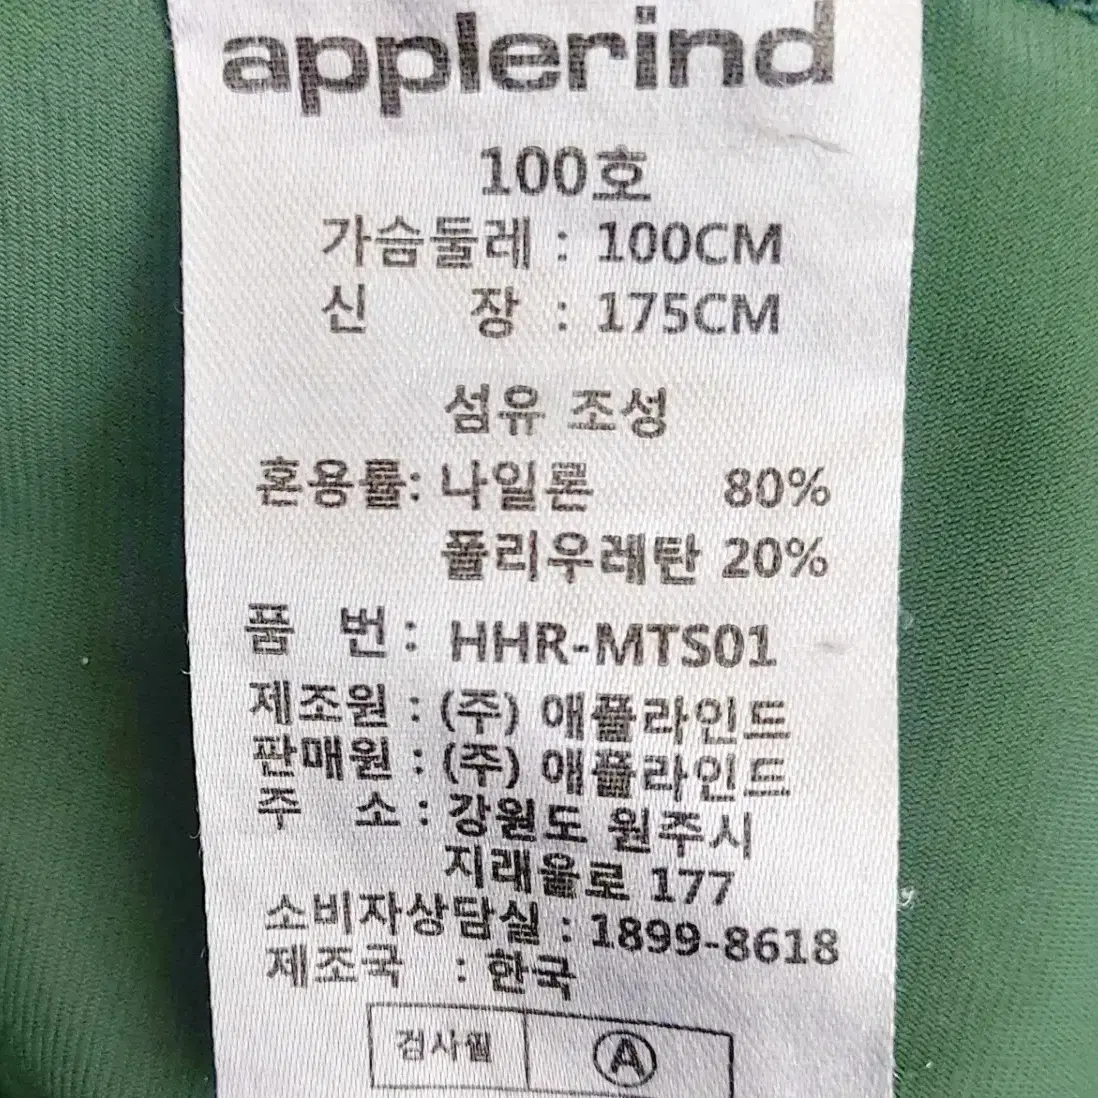 applerind
100호
가슴둘레 : 100CM
신 장 : 175CM
섬유 조성
혼용률: 나일론 80%
폴리우레탄 20%
품 번 : HHR-MTS01
제조원 : (주) 애플라인드
판매원 : (주) 애플라인드
주 소 : 강원도 원주시
지래울로 177
소비자상담실 : 1899-8618
제조국 : 한국
검사필 A